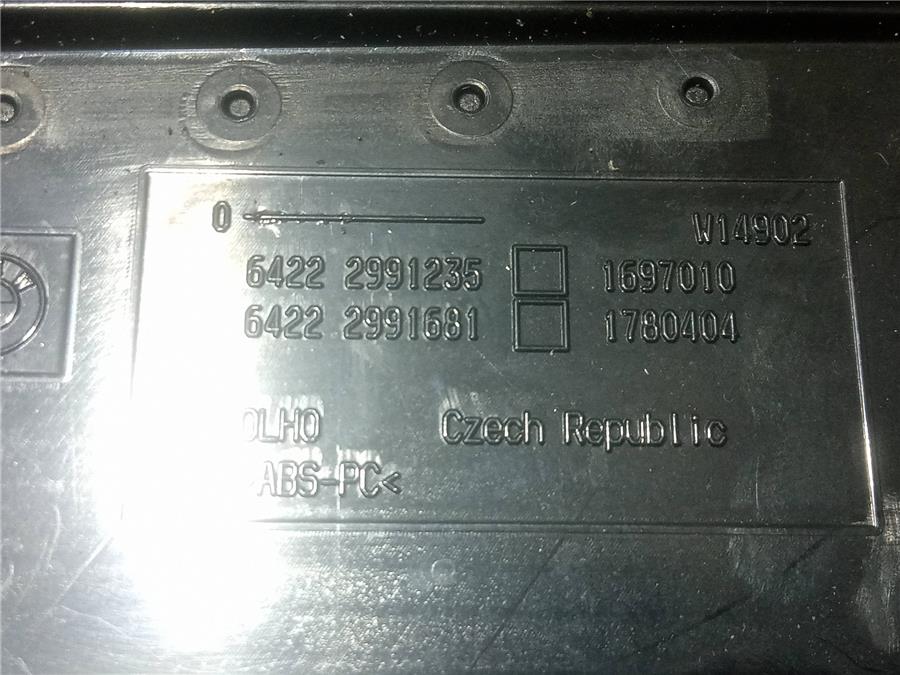 0 W14902
6422 2991235 1697010
6422 2991681 1780404
OLHO Czech Republic
>ABS-PC<